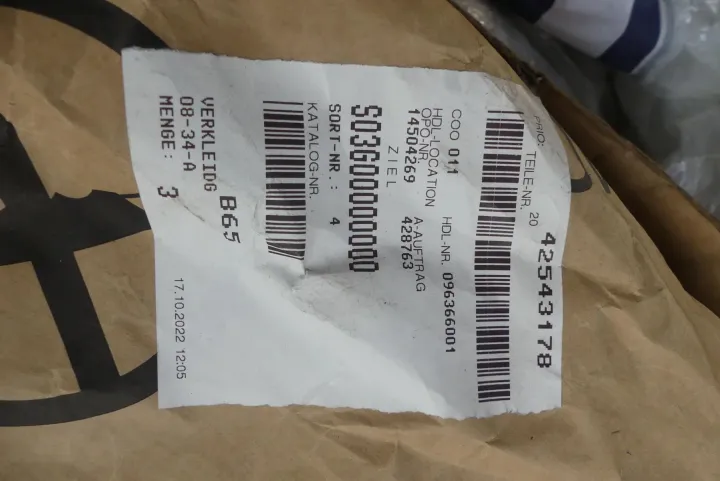 PRIO: TEILE-NR. 20 42543178
COO 011 HDL-NR. 096366001
HDL-LOCATION
OPO-NR. A-AUFTRAG
14504269 428763
ZIEL
S03G0000000
SORT-NR.: 4
KATALOG-NR.
VERKLEIDG B65
08-34-A
MENGE: 3
17.10.2022 12:05